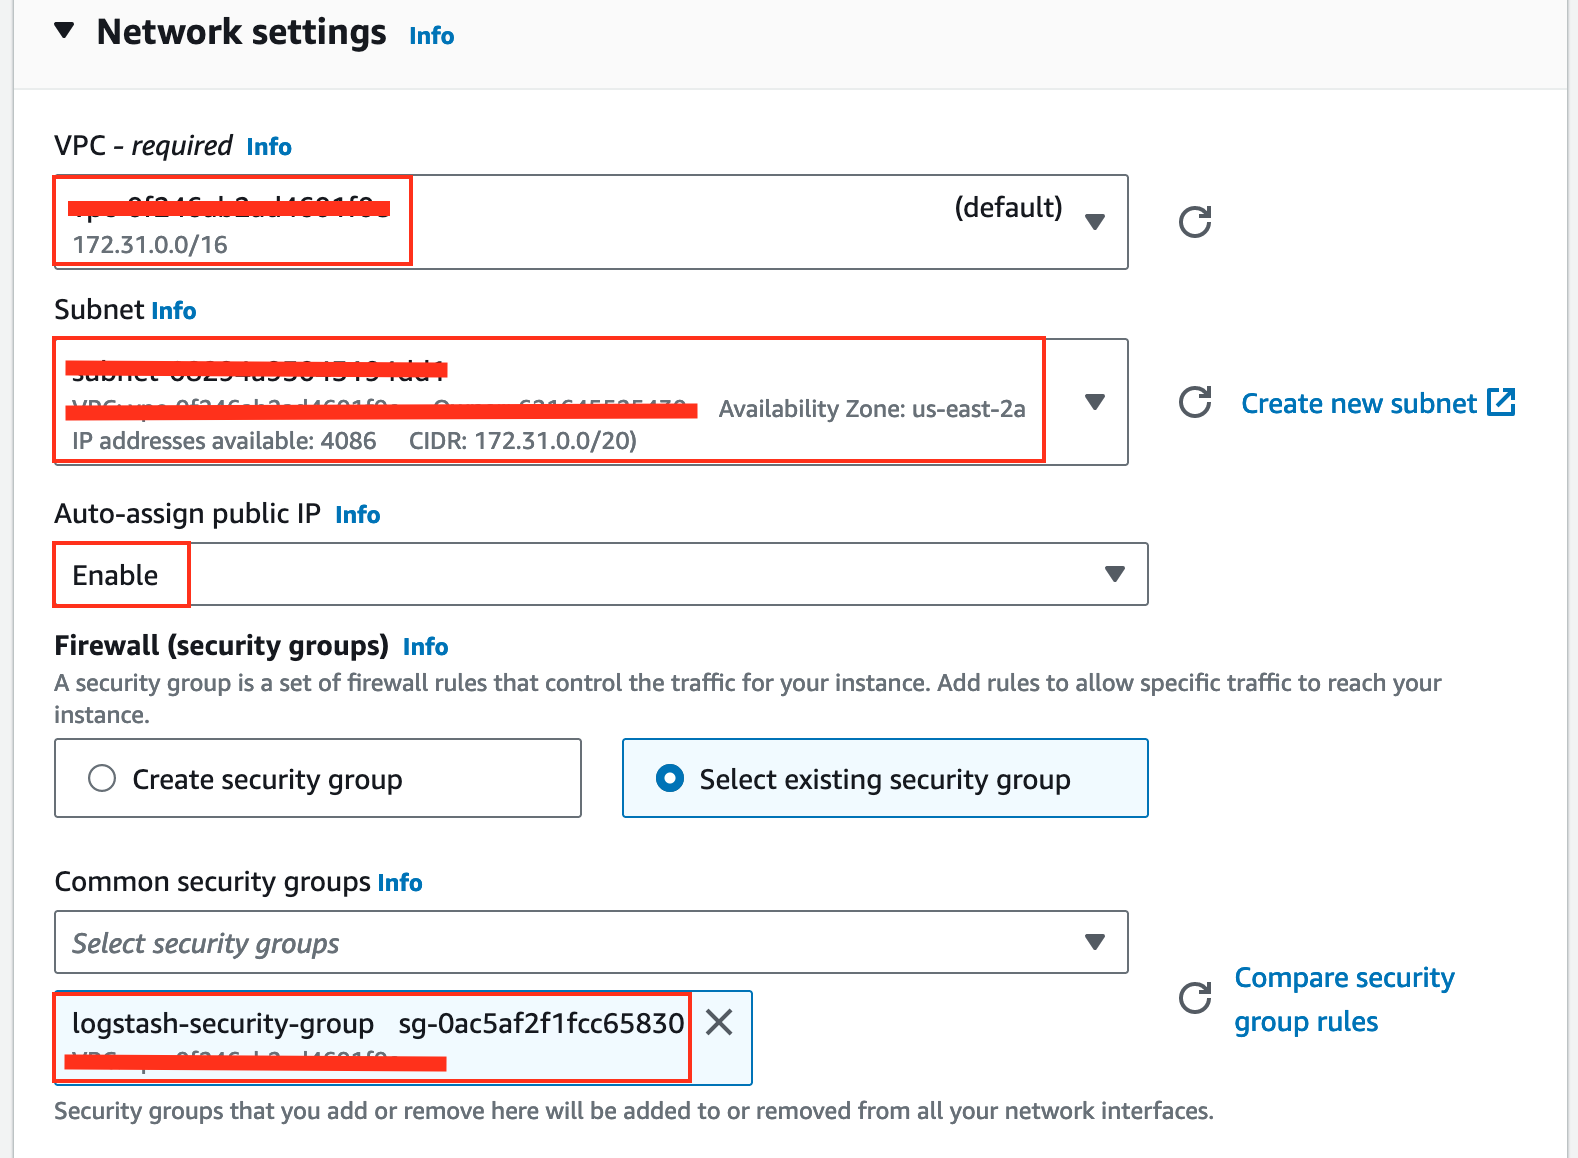 Network settings Info
VPC - required Info
(default)
172.31.0.0/16
Subnet Info
Availability Zone: us-east-2a
IP addresses available: 4086 CIDR: 172.31.0.0/20)
Create new subnet
Auto-assign public IP Info
Enable
Firewall (security groups) Info
A security group is a set of firewall rules that control the traffic for your instance. Add rules to allow specific traffic to reach your
instance.
Create security group
Select existing security group
Common security groups Info
Select security groups
Compare security
group rules
logstash-security-group sg-0ac5af2f1fcc65830
Security groups that you add or remove here will be added to or removed from all your network interfaces.